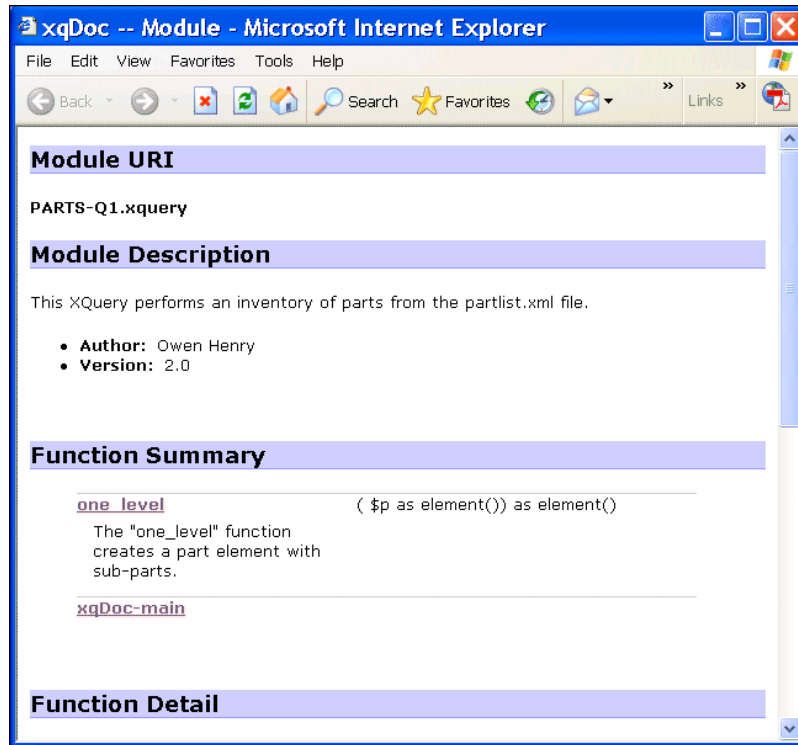 xqDoc -- Module - Microsoft Internet Explorer
File Edit View Favorites Tools Help
Back Search Favorites » Links »
Module URI
PARTS-Q1.xquery
Module Description
This XQuery performs an inventory of parts from the partlist.xml file.
• Author: Owen Henry
• Version: 2.0
Function Summary
one_level ( $p as element()) as element()
The "one_level" function
creates a part element with
sub-parts.
xqDoc-main
Function Detail